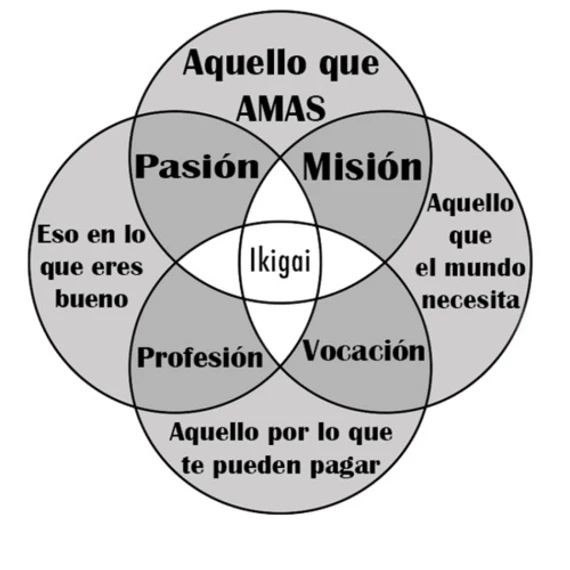 Aquello que
AMAS
Pasión
Misión
Eso en lo
que eres
bueno
Ikigai
Aquello
que
el mundo
necesita
Profesión
Vocación
Aquello por lo que
te pueden pagar